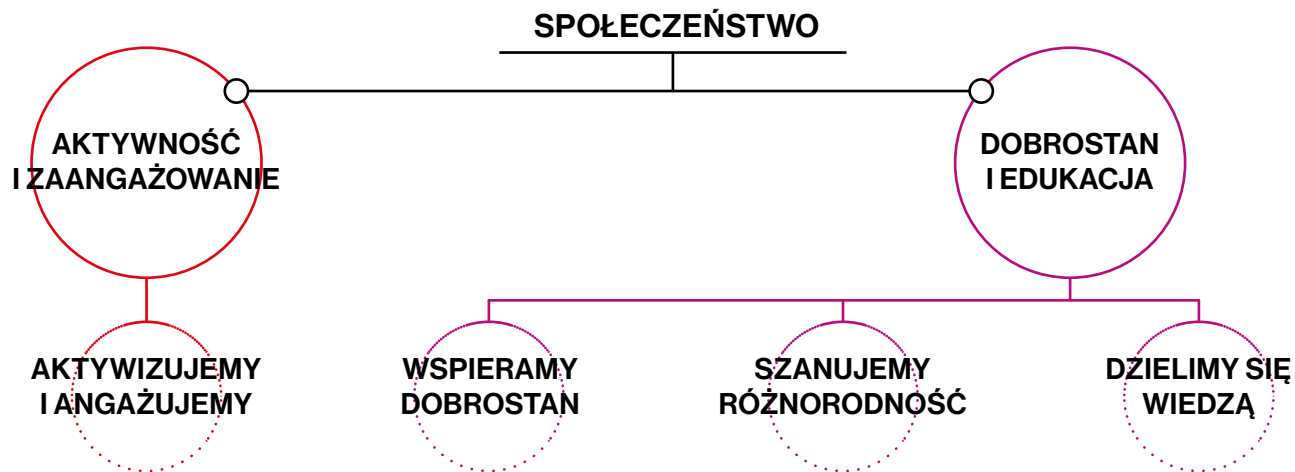 SPOŁECZEŃSTWO
AKTYWNOŚĆ
I ZAANGAŻOWANIE
DOBROSTAN
I EDUKACJA
AKTYWIZUJEMY
I ANGAŻUJEMY
WSPIERAMY
DOBROSTAN
SZANUJEMY
RÓŻNORODNOŚĆ
DZIELIMY SIĘ
WIEDZĄ